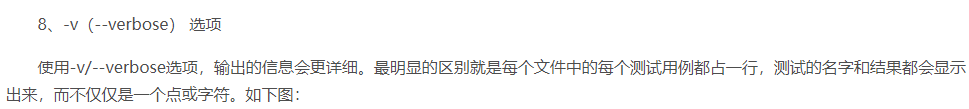 8、-v（--verbose） 选项
使用-v/--verbose选项，输出的信息会更详细。最明显的区别就是每个文件中的每个测试用例都占一行，测试的名字和结果都会显示
出来，而不仅仅是一个点或字符。如下图：